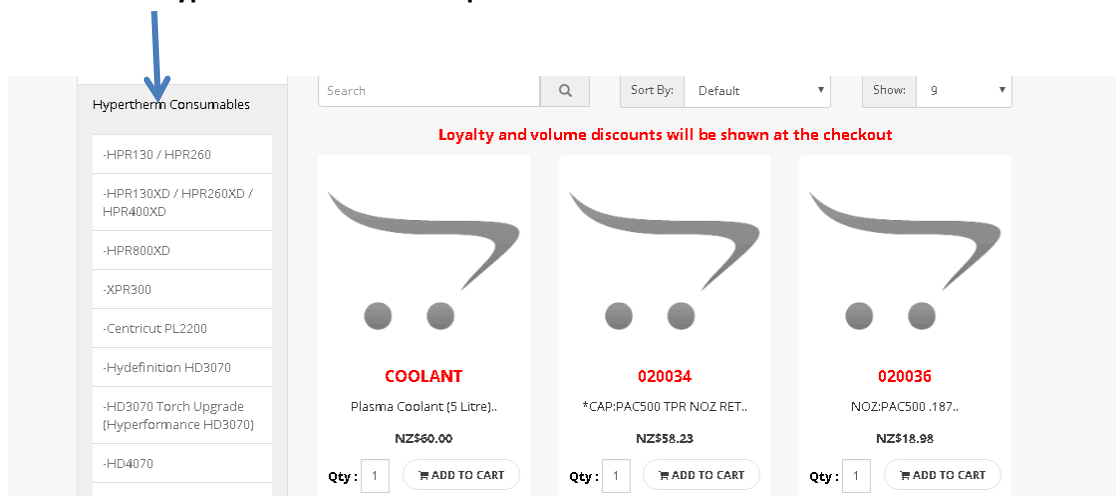 Hypertherm Consumables
-HPR130 / HPR260
-HPR130XD / HPR260XD /
HPR400XD
-HPR800XD
-XPR300
-Centricut PL2200
-Hydefinition HD3070
-HD3070 Torch Upgrade
(Hyperformance HD3070)
-HD4070
Search
Sort By: Default
Show: 9
Loyalty and volume discounts will be shown at the checkout
COOLANT
Plasma Coolant (5 Litre)..
NZ$60.00
Qty : 1 ADD TO CART
020034
*CAP:PAC500 TPR NOZ RET..
NZ$58.23
Qty : 1 ADD TO CART
020036
NOZ:PAC500 .187..
NZ$18.98
Qty : 1 ADD TO CART